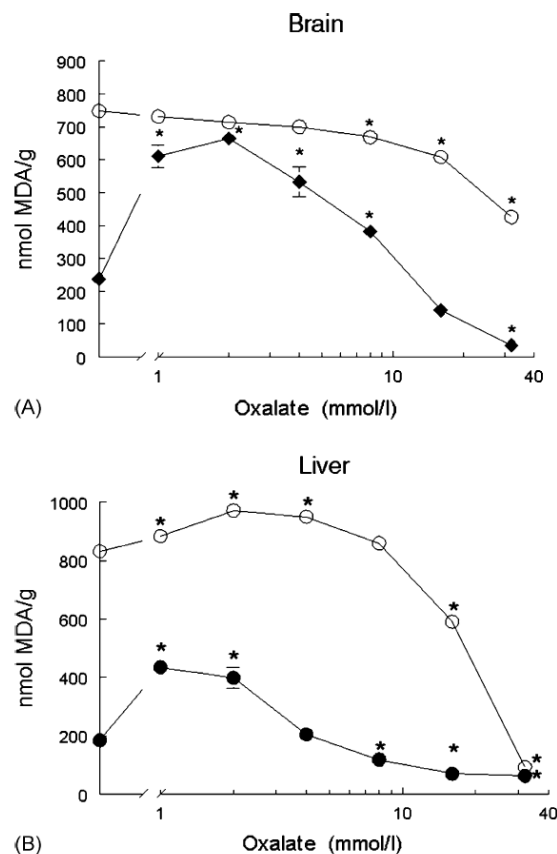 Brain
900
800
700
600
500
400
300
200
100
0
nmol MDA/g
* * * * * *
* *
1 10 40
Oxalate (mmol/l)
(A)
Liver
1000
800
600
400
200
0
nmol MDA/g
* * * *
* * * * * *
1 10 40
Oxalate (mmol/l)
(B)